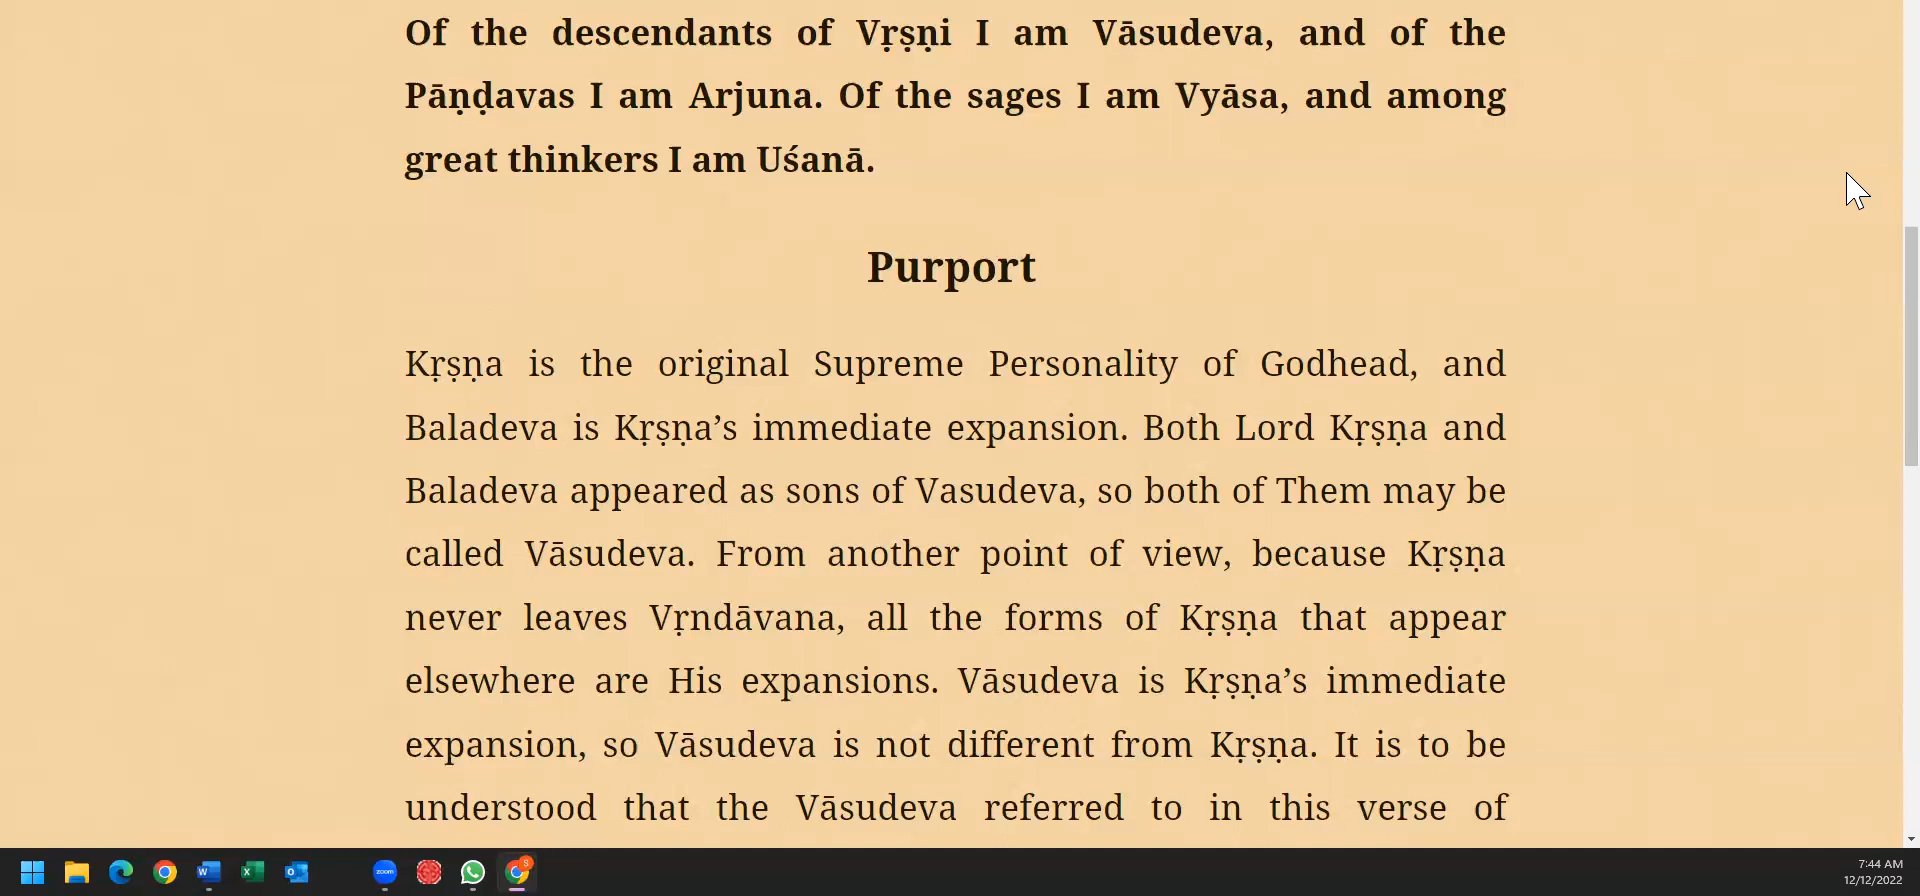 Of the descendants of Vṛṣṇi I am Vāsudeva, and of the
Pāṇḍavas I am Arjuna. Of the sages I am Vyāsa, and among
great thinkers I am Uśanā.
Purport
Kṛṣṇa is the original Supreme Personality of Godhead, and
Baladeva is Kṛṣṇa’s immediate expansion. Both Lord Kṛṣṇa and
Baladeva appeared as sons of Vasudeva, so both of Them may be
called Vāsudeva. From another point of view, because Kṛṣṇa
never leaves Vṛndāvana, all the forms of Kṛṣṇa that appear
elsewhere are His expansions. Vāsudeva is Kṛṣṇa’s immediate
expansion, so Vāsudeva is not different from Kṛṣṇa. It is to be
understood that the Vāsudeva referred to in this verse of
zoom
S
7:44 AM
12/12/2022